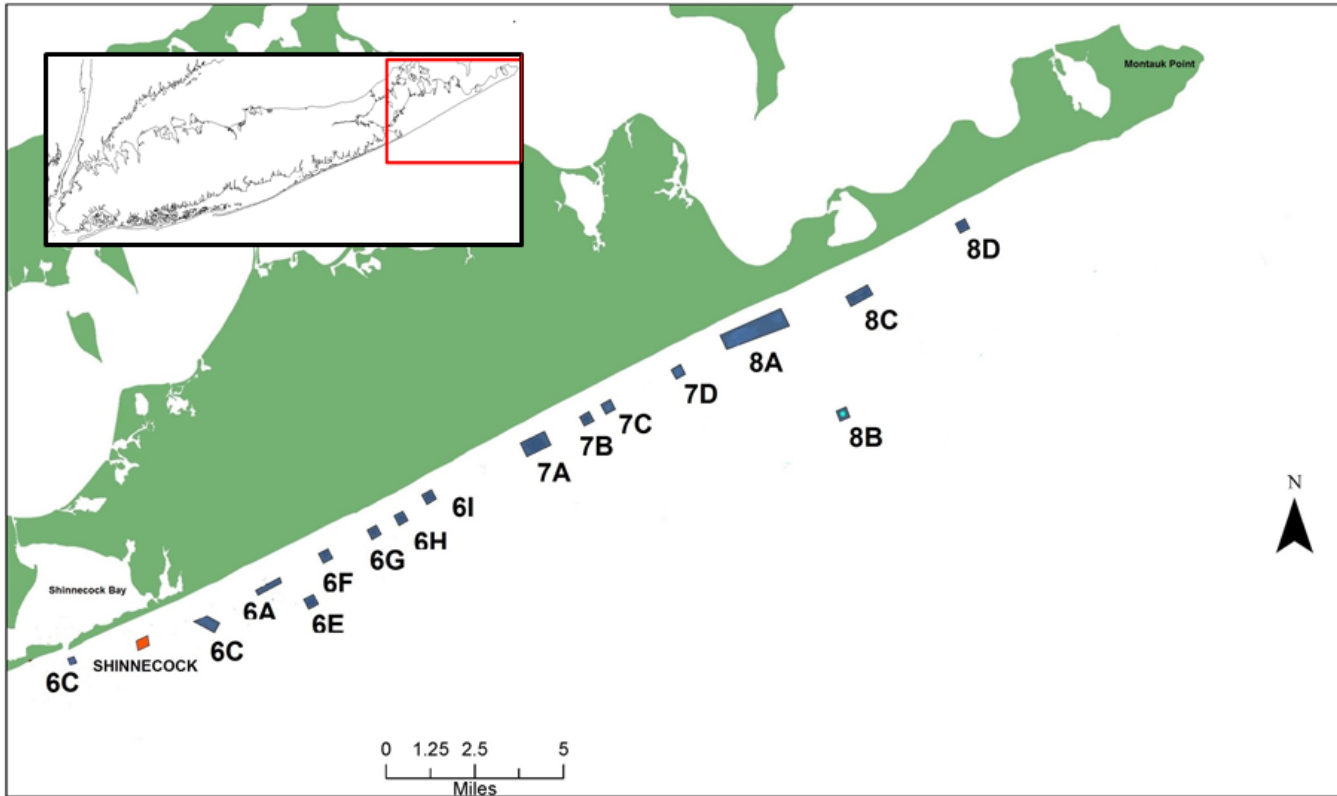 Montauk Point
8D
8C
8A
7D
8B
7C
7B
7A
6I
N
6H
6G
6F
Shinnecock Bay
6A
6E
6C
SHINNECOCK
6C
0 1.25 2.5 5
Miles